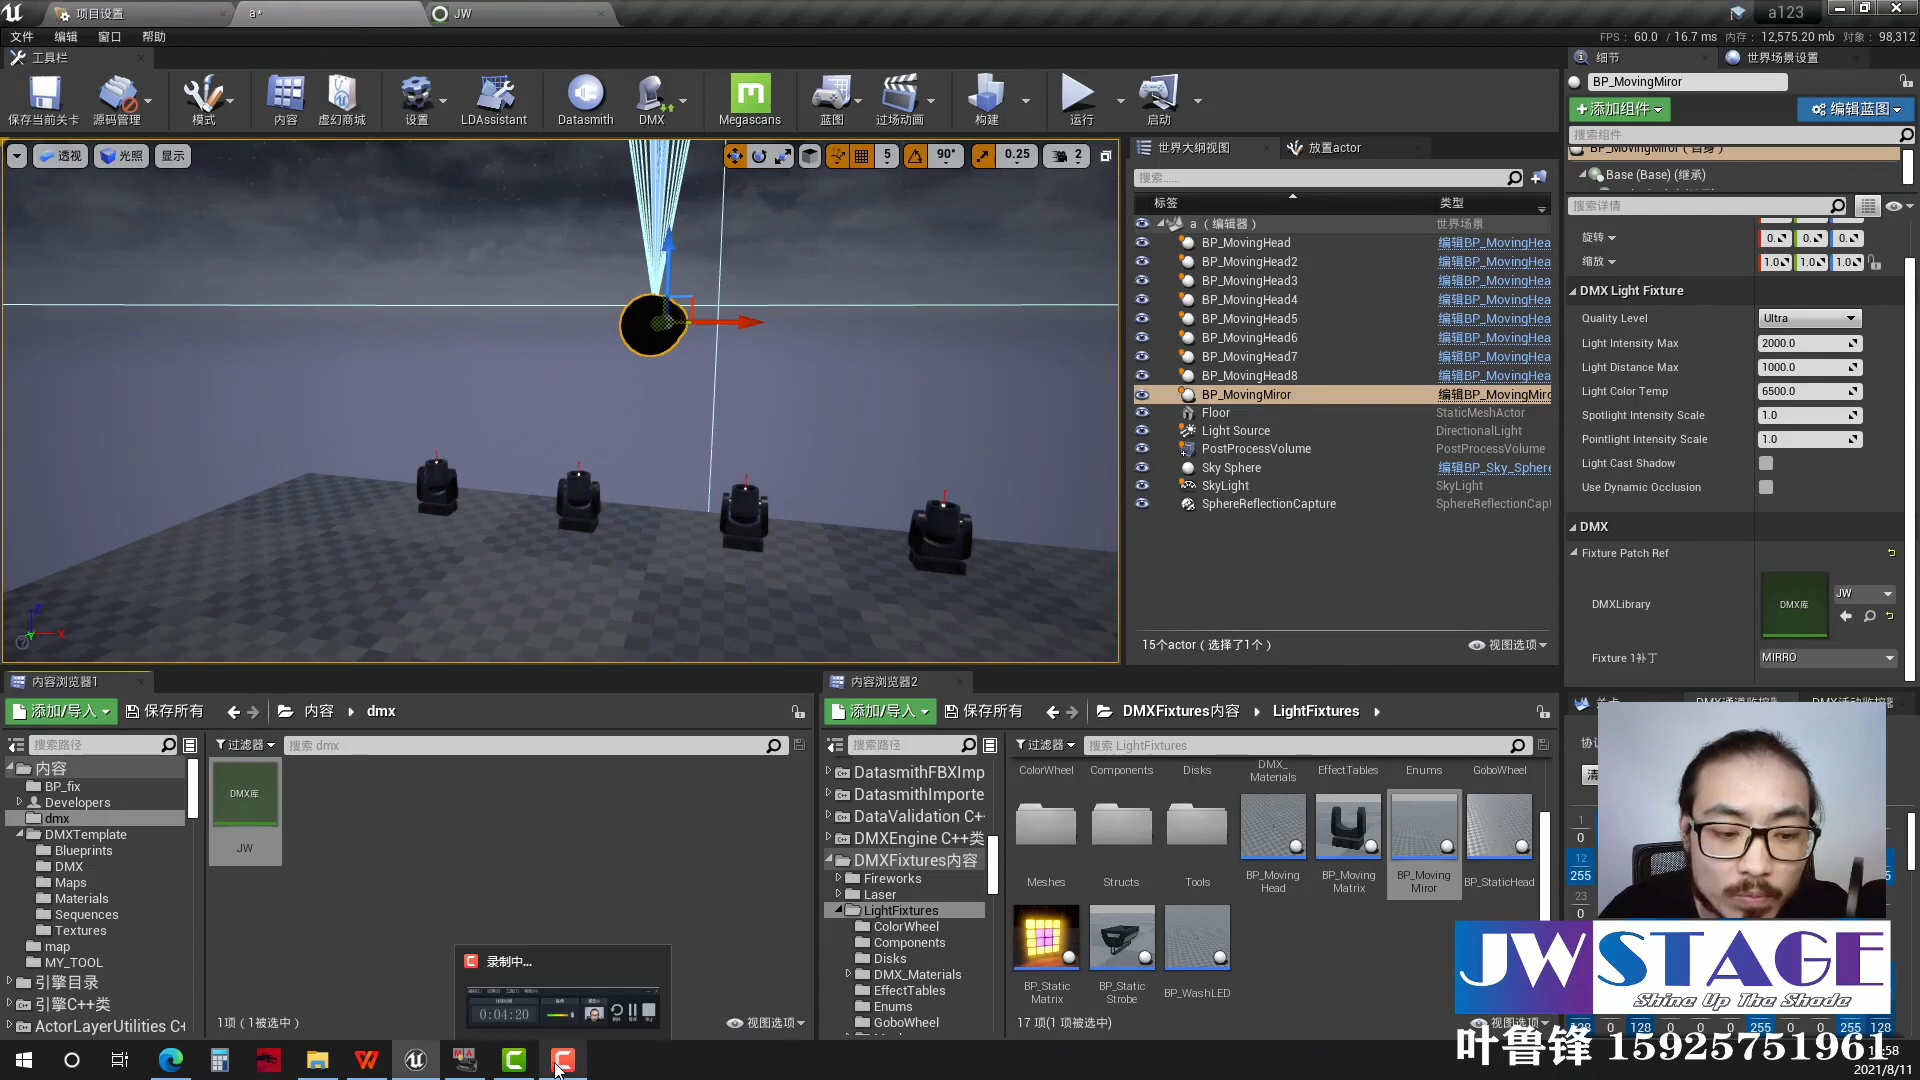 项目设置
a*
JW
a123
文件 编辑 窗口 帮助
FPS : 60.0 / 16.7 ms 内存: 12,575.20 mb 对象: 98,312
工具栏
保存当前关卡 源码管理 模式 内容 虚幻商城 设置 LDAssistant Datasmith DMX Megascans 蓝图 过场动画 构建 运行 启动
透视 光照 显示
5 90° 0.25 2
世界大纲视图 放置actor
搜索......
标签 类型
a（编辑器） 世界场景
BP_MovingHead 编辑BP_MovingHea
BP_MovingHead2 编辑BP_MovingHea
BP_MovingHead3 编辑BP_MovingHea
BP_MovingHead4 编辑BP_MovingHea
BP_MovingHead5 编辑BP_MovingHea
BP_MovingHead6 编辑BP_MovingHea
BP_MovingHead7 编辑BP_MovingHea
BP_MovingHead8 编辑BP_MovingHea
BP_MovingMiror 编辑BP_MovingMiro
Floor StaticMeshActor
Light Source DirectionalLight
PostProcessVolume PostProcessVolume
Sky Sphere 编辑BP_Sky_Sphere
SkyLight SkyLight
SphereReflectionCapture SphereReflectionCapt
15个actor（选择了1个） 视图选项
细节 世界场景设置
BP_MovingMiror
添加组件 编辑蓝图
搜索组件
BP_MovingMiror（自身）
Base (Base) (继承)
搜索详情
旋转 0. 0. 0.
缩放 1.0 1.0 1.0
DMX Light Fixture
Quality Level Ultra
Light Intensity Max 2000.0
Light Distance Max 1000.0
Light Color Temp 6500.0
Spotlight Intensity Scale 1.0
Pointlight Intensity Scale 1.0
Light Cast Shadow
Use Dynamic Occlusion
DMX
Fixture Patch Ref
DMXLibrary DMX库 JW
Fixture 1补丁 MIRRO
内容浏览器1
添加/导入 保存所有 内容 dmx
搜索路径 过滤器 搜索 dmx
内容
BP_fix
Developers
dmx
DMXTemplate
Blueprints
DMX
Maps
Materials
Sequences
Textures
map
MY_TOOL
引擎目录
引擎C++类
ActorLayerUtilities C+
DMX库
JW
1项（1被选中） 视图选项
录制中...
0:04:20
内容浏览器2
添加/导入 保存所有 DMXFixtures内容 LightFixtures
搜索路径 过滤器 搜索 LightFixtures
DatasmithFBXImp
DatasmithImporte
DataValidation C+
DMXEngine C++类
DMXFixtures内容
Fireworks
Laser
LightFixtures
ColorWheel
Components
Disks
DMX_Materials
EffectTables
Enums
GoboWheel
ColorWheel Components Disks DMX_Materials EffectTables Enums GoboWheel
Meshes Structs Tools BP_Moving Head BP_Moving Matrix BP_Moving Miror BP_StaticHead
BP_Static Matrix BP_Static Strobe BP_WashLED
17 项(1 项被选中) 视图选项
1
0
12
255
23
0
128 0 128 0 0 0 255 128
JWSTAGE
Shine Up The Shade
叶鲁锋 15925751961
2021/8/11